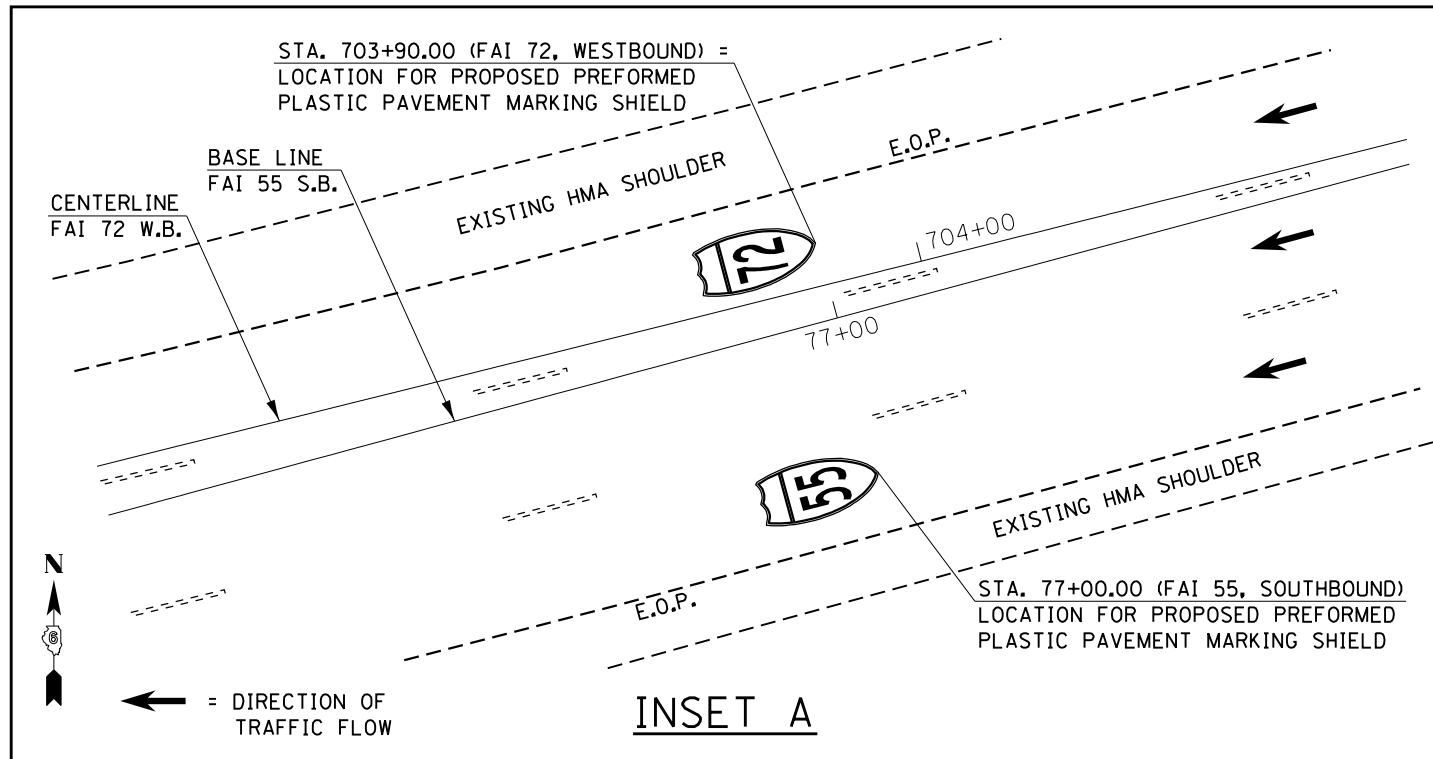 STA. 703+90.00 (FAI 72, WESTBOUND) =
LOCATION FOR PROPOSED PREFORMED
PLASTIC PAVEMENT MARKING SHIELD
BASE LINE
FAI 55 S.B.
CENTERLINE
FAI 72 W.B.
EXISTING HMA SHOULDER
E.O.P.
72
704+00
77+00
55
EXISTING HMA SHOULDER
E.O.P.
STA. 77+00.00 (FAI 55, SOUTHBOUND)
LOCATION FOR PROPOSED PREFORMED
PLASTIC PAVEMENT MARKING SHIELD
N
6
= DIRECTION OF
TRAFFIC FLOW
INSET A